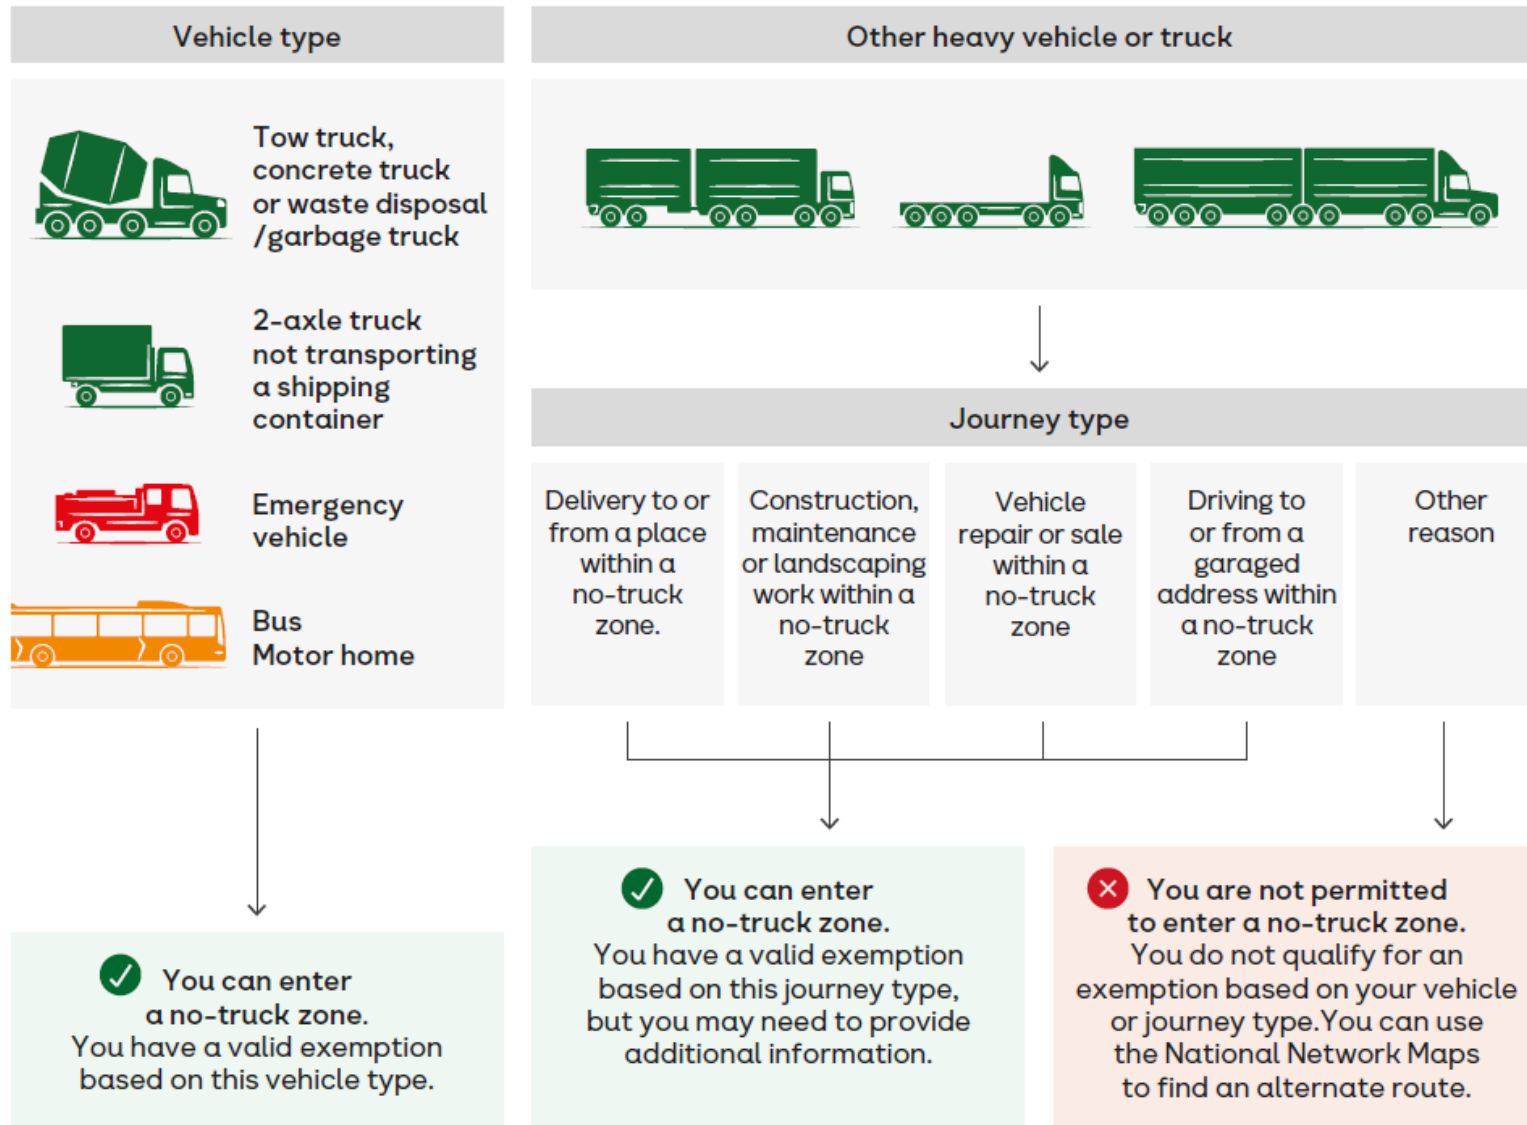 Vehicle type
Tow truck,
concrete truck
or waste disposal
/garbage truck
2-axle truck
not transporting
a shipping
container
Emergency
vehicle
Bus
Motor home
You can enter
a no-truck zone.
You have a valid exemption
based on this vehicle type.
Other heavy vehicle or truck
Journey type
Delivery to or
from a place
within a
no-truck
zone.
Construction,
maintenance
or landscaping
work within a
no-truck
zone
Vehicle
repair or sale
within a
no-truck
zone
Driving to
or from a
garaged
address within
a no-truck
zone
Other
reason
You can enter
a no-truck zone.
You have a valid exemption
based on this journey type,
but you may need to provide
additional information.
You are not permitted
to enter a no-truck zone.
You do not qualify for an
exemption based on your vehicle
or journey type.You can use
the National Network Maps
to find an alternate route.